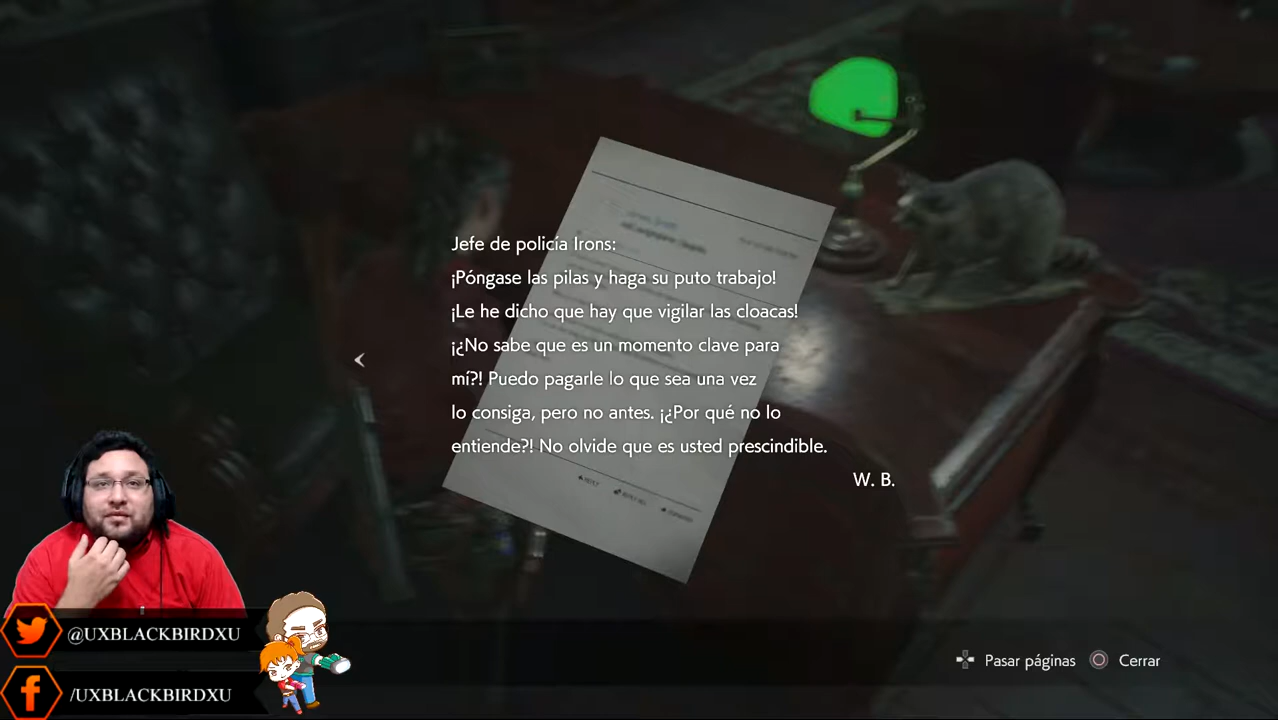 Jefe de policía Irons:
¡Póngase las pilas y haga su puto trabajo!
¡Le he dicho que hay que vigilar las cloacas!
¡¿No sabe que es un momento clave para
mí?! Puedo pagarle lo que sea una vez
lo consiga, pero no antes. ¡¿Por qué no lo
entiende?! No olvide que es usted prescindible.
W. B.
@UXBLACKBIRDXU
/UXBLACKBIRDXU
Pasar páginas
Cerrar